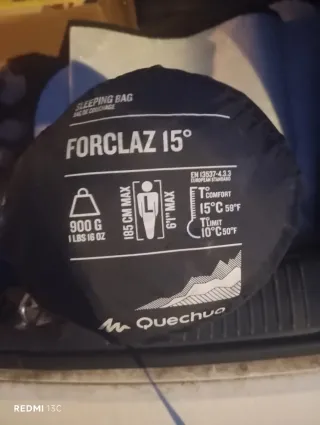 SLEEPING BAG
SAC DE COUCHAGE
FORCLAZ 15°
900 G
1 LBS 16 OZ
185 CM MAX
L
6'1" MAX
EN 13537-4.3.3
EUROPEAN STANDARD
T° COMFORT
15°C 59°F
T° LIMIT
10°C 50°F
Quechua
REDMI 13C